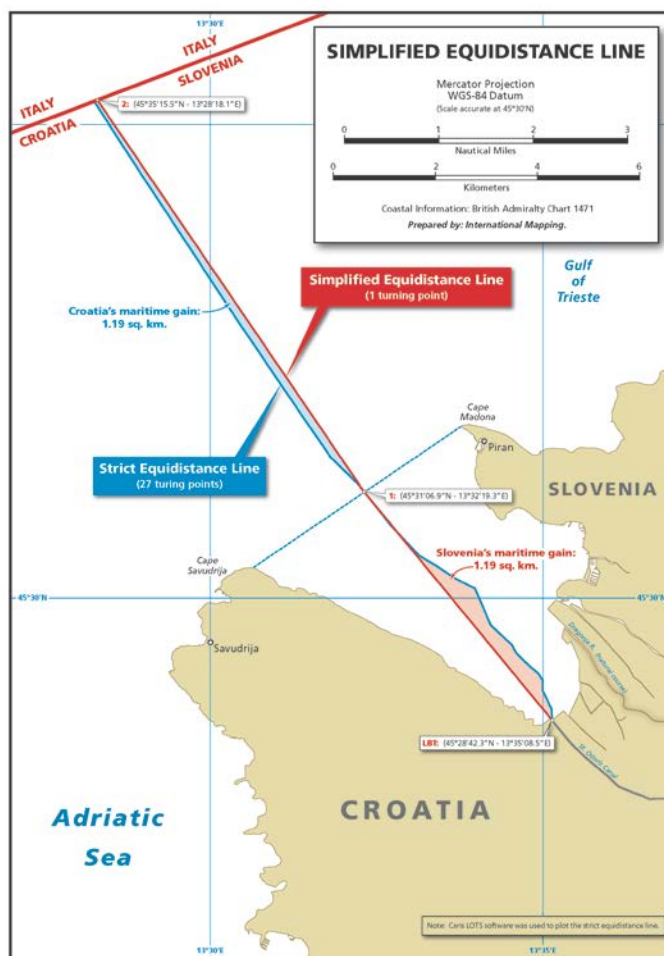 13°30'E
ITALY
SLOVENIA
ITALY
CROATIA
2: (45°35'15.5"N - 13°28'18.1"E)
SIMPLIFIED EQUIDISTANCE LINE
Mercator Projection
WGS-84 Datum
(Scale accurate at 45°30'N)
0 1 2 3
Nautical Miles
0 2 4 6
Kilometers
Coastal Information: British Admiralty Chart 1471
Prepared by: International Mapping.
Gulf
of
Trieste
Simplified Equidistance Line
(1 turning point)
Croatia's maritime gain:
1.19 sq. km.
Cape
Madona
Piran
Strict Equidistance Line
(27 turing points)
SLOVENIA
1: (45°31'06.9"N - 13°32'19.3"E)
Slovenia's maritime gain:
1.19 sq. km.
Cape
Savudrija
45°30'N
45°30'N
Savudrija
Dragonja R. (natural course)
LBT: (45°28'42.3"N - 13°35'08.5"E)
St. Odoric Canal
CROATIA
Adriatic
Sea
Note: Caris LOTS software was used to plot the strict equidistance line.
13°30'E
13°35'E